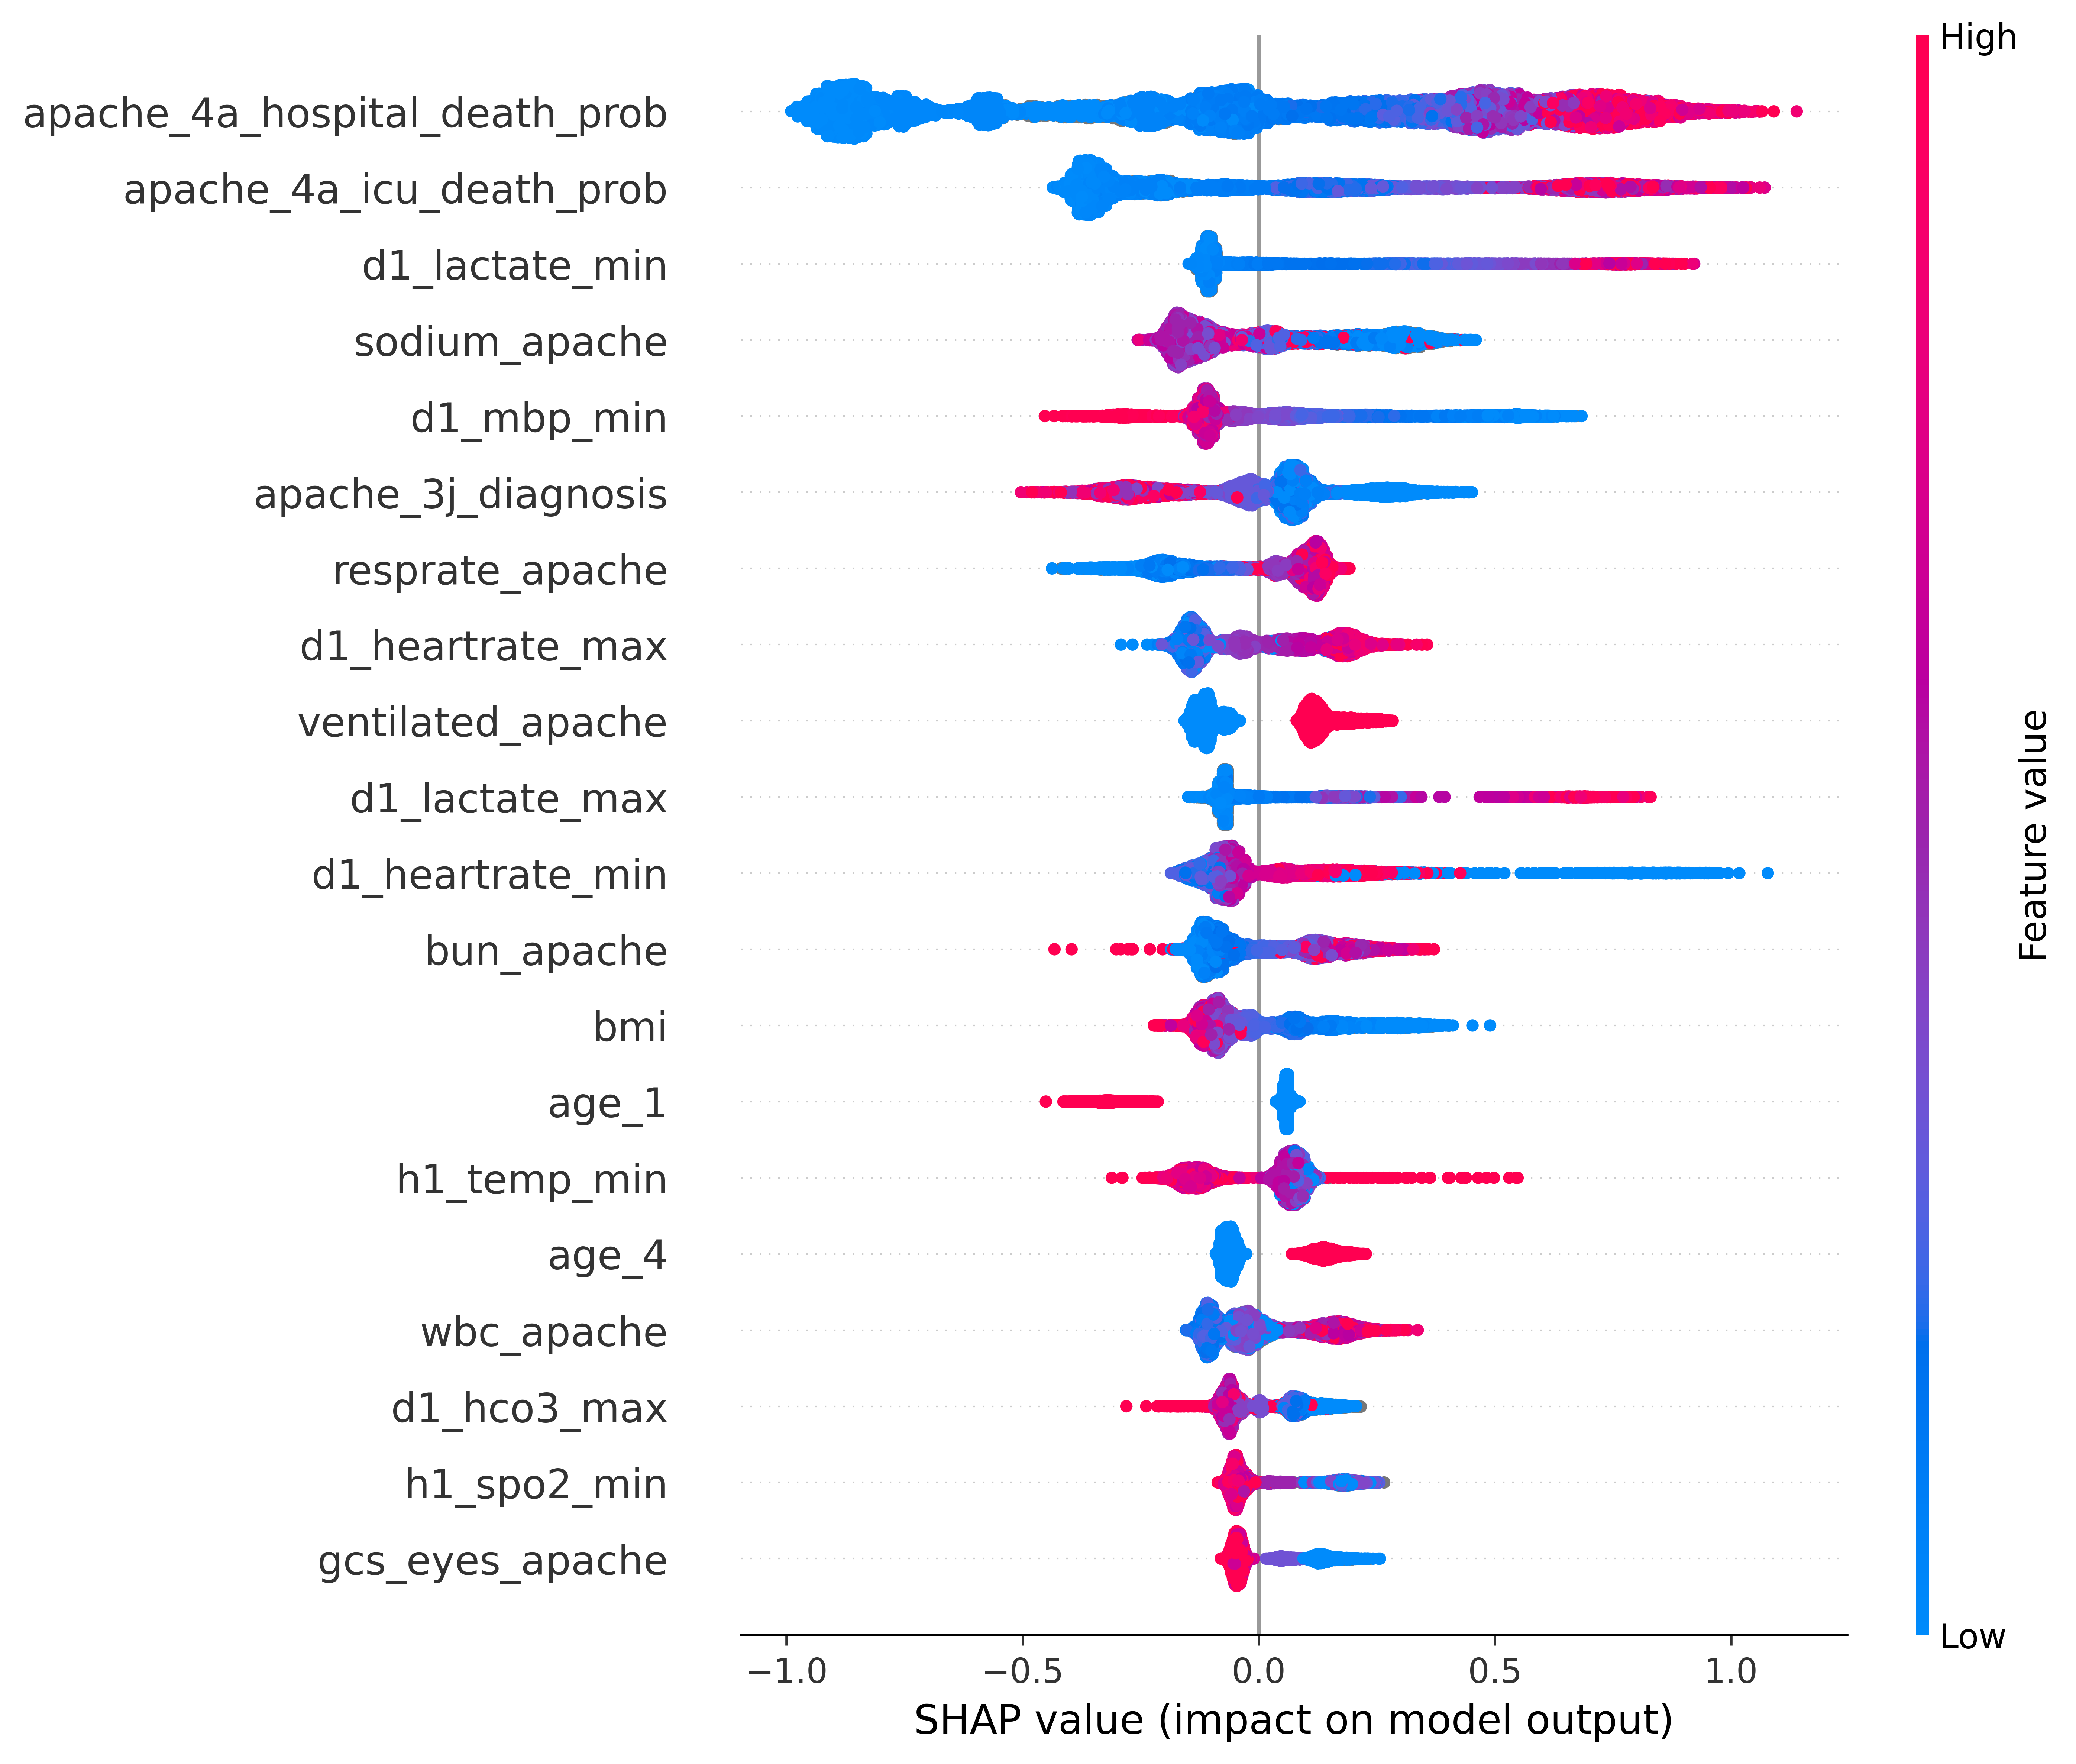 High
apache_4a_hospital_death_prob
apache_4a_icu_death_prob
d1_lactate_min
sodium_apache
d1_mbp_min
apache_3j_diagnosis
resprate_apache
d1_heartrate_max
ventilated_apache
d1_lactate_max
d1_heartrate_min
bun_apache
bmi
age_1
h1_temp_min
age_4
wbc_apache
d1_hco3_max
h1_spo2_min
gcs_eyes_apache
Feature value
Low
−1.0 −0.5 0.0 0.5 1.0
SHAP value (impact on model output)